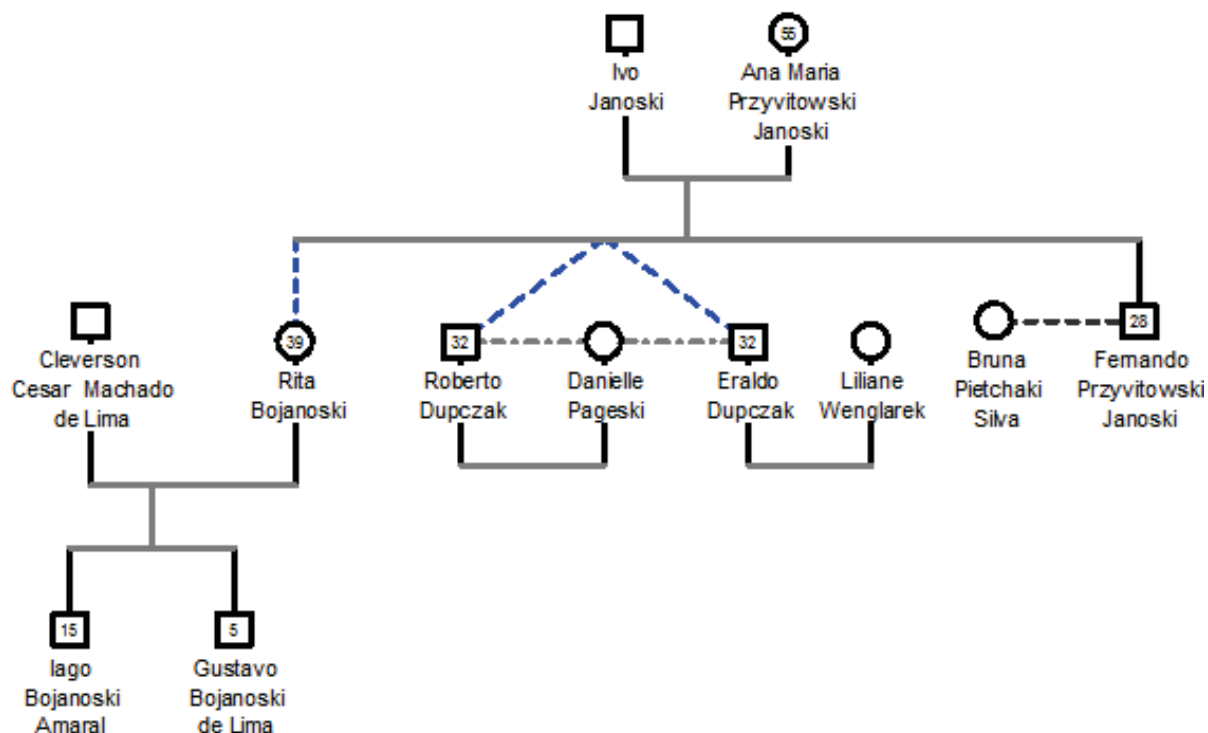 55
Ivo
Janoski
Ana Maria
Przyvitowski
Janoski
Cleverson
Cesar Machado
de Lima
39
Rita
Bojanoski
32
Roberto
Dupczak
Danielle
Pageski
32
Eraldo
Dupczak
Liliane
Wenglarek
Bruna
Pietchaki
Silva
28
Fernando
Przyvitowski
Janoski
15
Iago
Bojanoski
Amaral
5
Gustavo
Bojanoski
de Lima